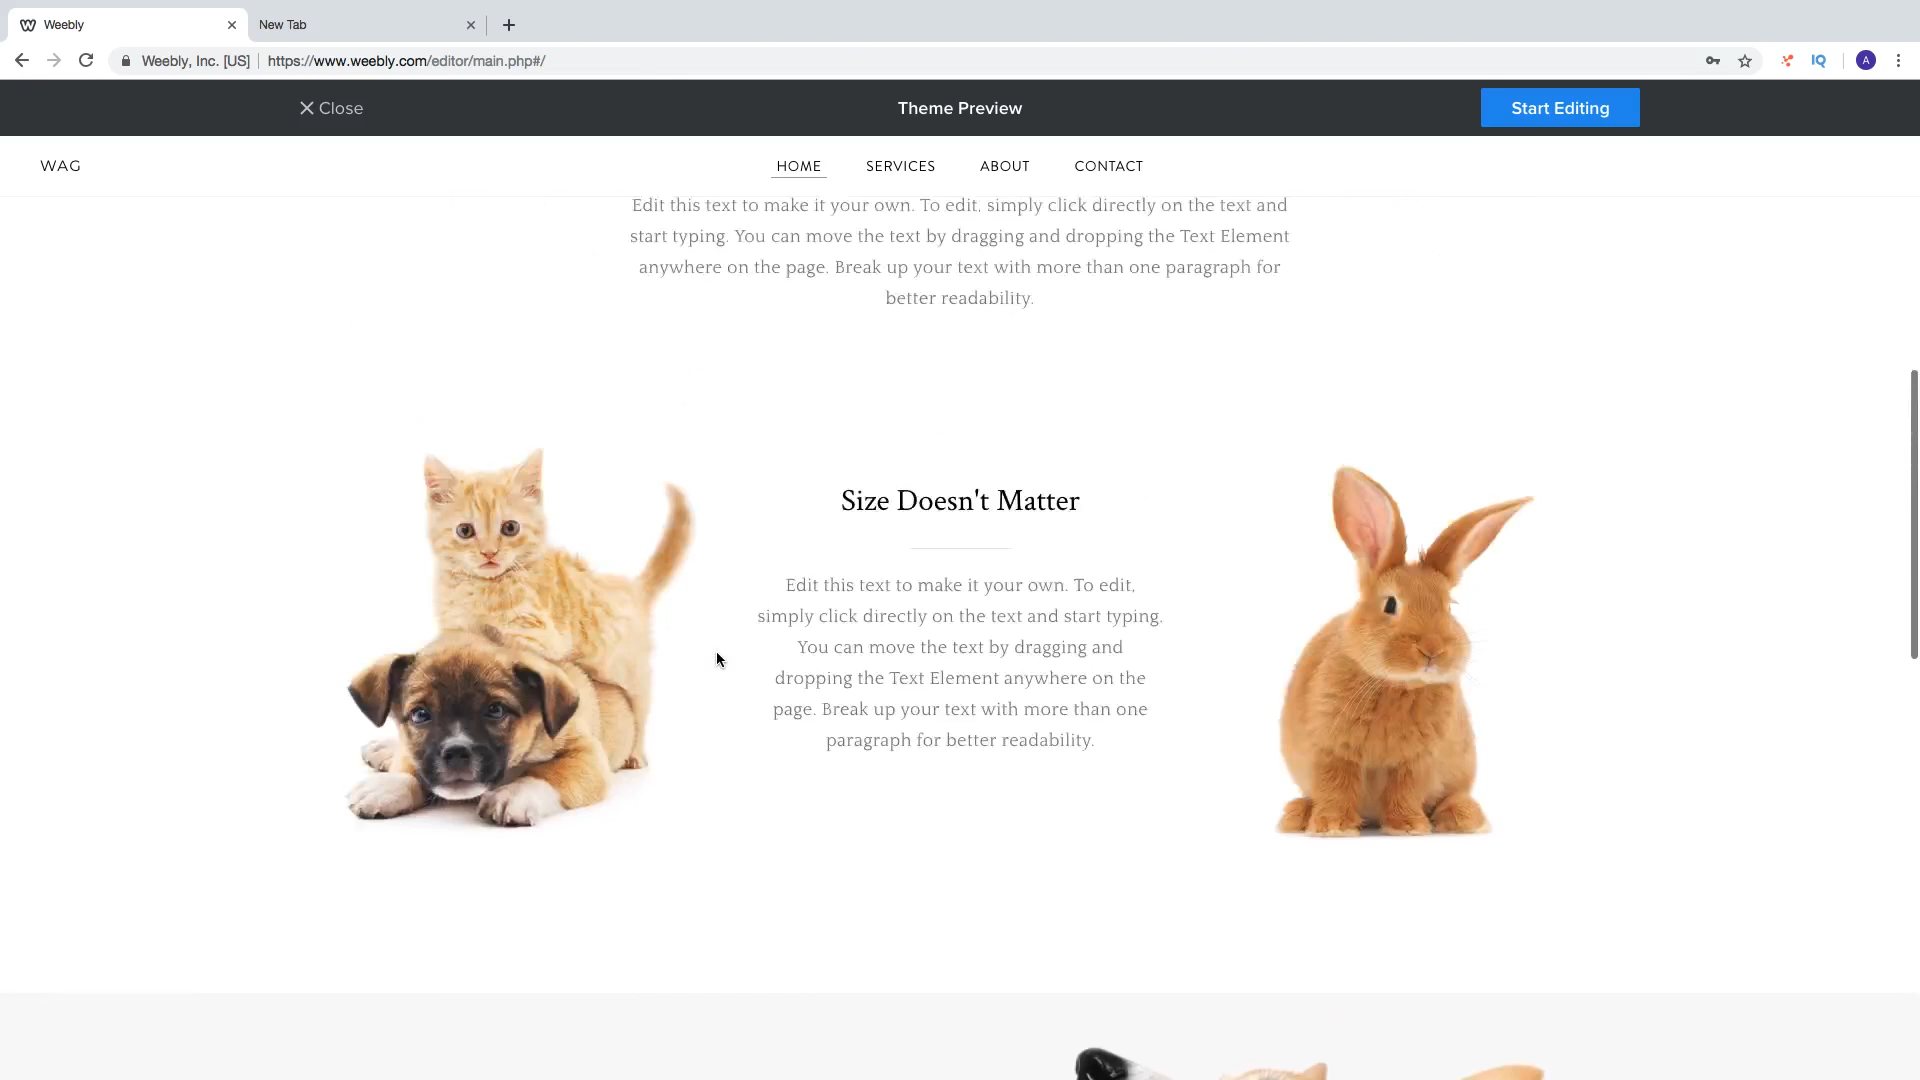 Weebly
New Tab
Weebly, Inc. [US]
https://www.weebly.com/editor/main.php#/
IQ
A
Close
Theme Preview
Start Editing
WAG
HOME
SERVICES
ABOUT
CONTACT
Edit this text to make it your own. To edit, simply click directly on the text and
start typing. You can move the text by dragging and dropping the Text Element
anywhere on the page. Break up your text with more than one paragraph for
better readability.
Size Doesn't Matter
Edit this text to make it your own. To edit,
simply click directly on the text and start typing.
You can move the text by dragging and
dropping the Text Element anywhere on the
page. Break up your text with more than one
paragraph for better readability.